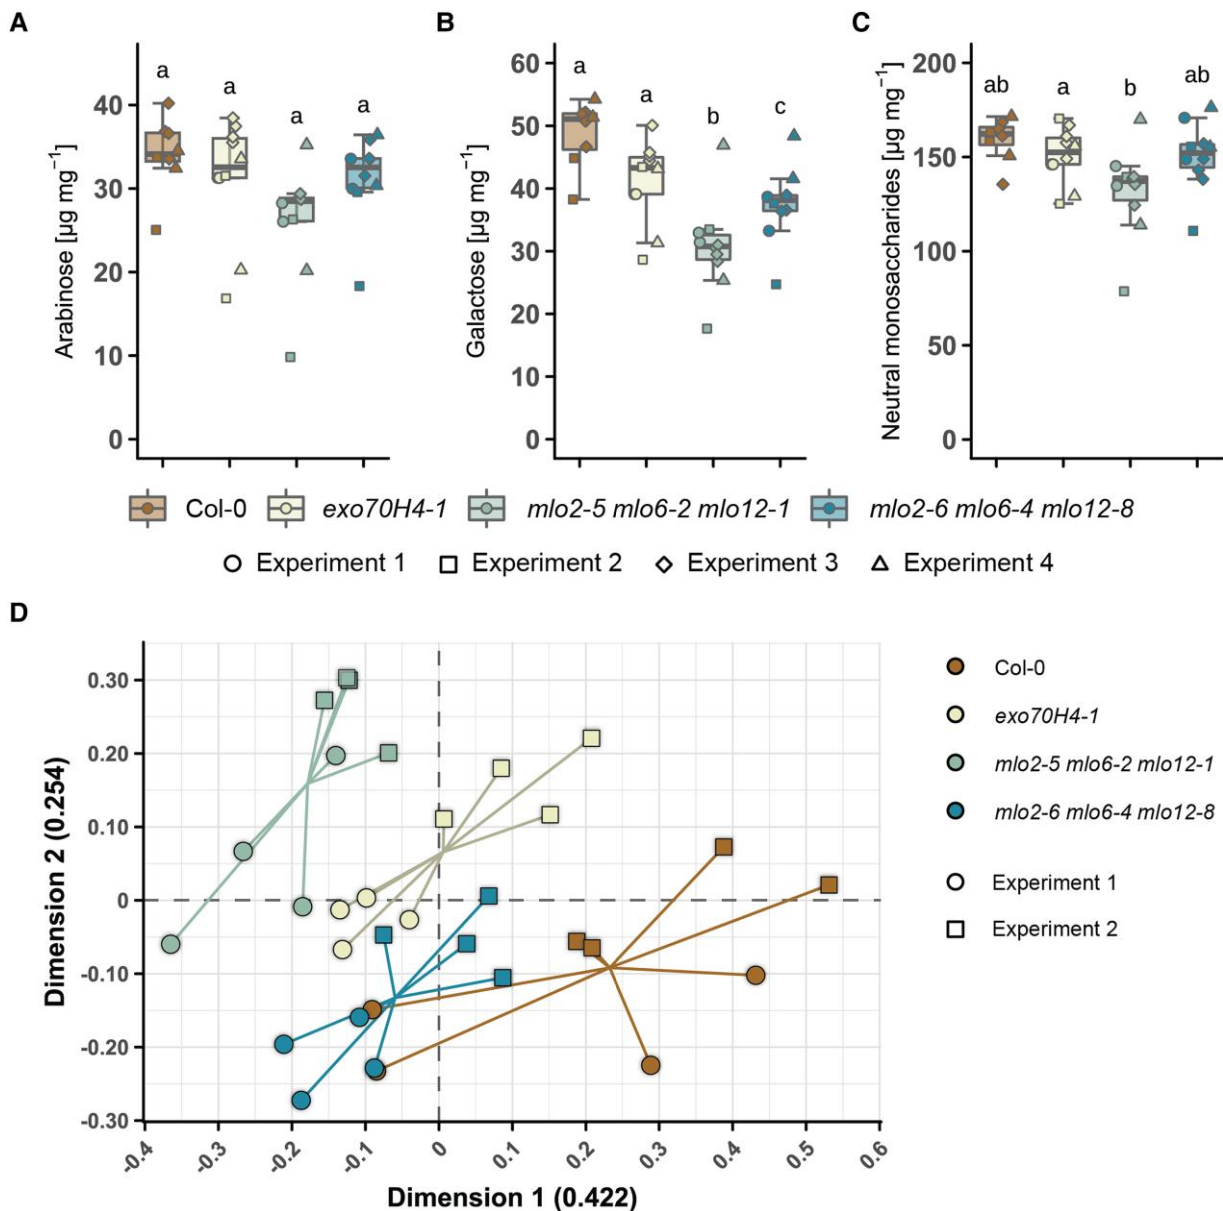 A
B
C
Arabinose [µg mg⁻¹]
40
30
20
10
0
a
a
a
a
Galactose [µg mg⁻¹]
60
50
40
30
20
10
0
a
a
b
c
Neutral monosaccharides [µg mg⁻¹]
200
150
100
50
0
ab
a
b
ab
Col-0
exo70H4-1
mlo2-5 mlo6-2 mlo12-1
mlo2-6 mlo6-4 mlo12-8
Experiment 1
Experiment 2
Experiment 3
Experiment 4
D
Dimension 2 (0.254)
0.30
0.20
0.10
0
-0.10
-0.20
-0.30
-0.4
-0.3
-0.2
-0.1
0
0.1
0.2
0.3
0.4
0.5
0.6
Dimension 1 (0.422)
Col-0
exo70H4-1
mlo2-5 mlo6-2 mlo12-1
mlo2-6 mlo6-4 mlo12-8
Experiment 1
Experiment 2